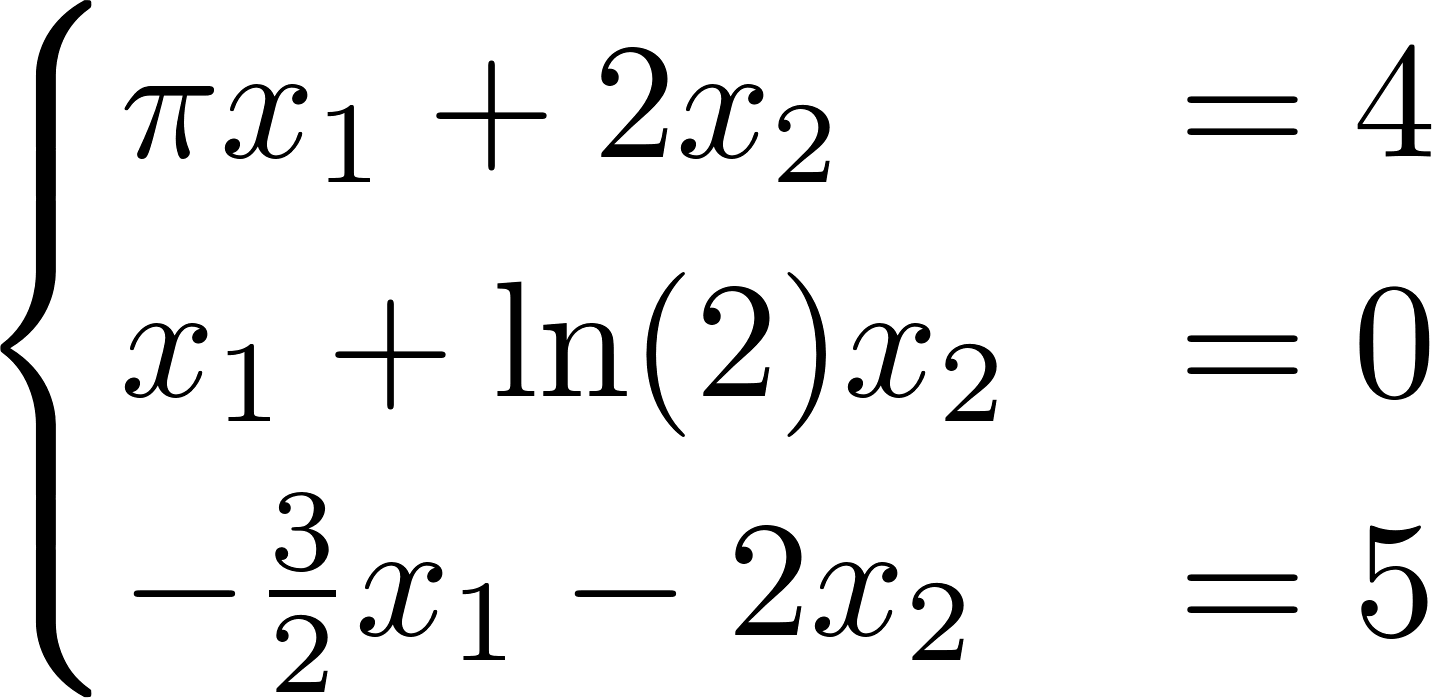 πx₁ + 2x₂ = 4
x₁ + ln(2)x₂ = 0
−3/2x₁ − 2x₂ = 5